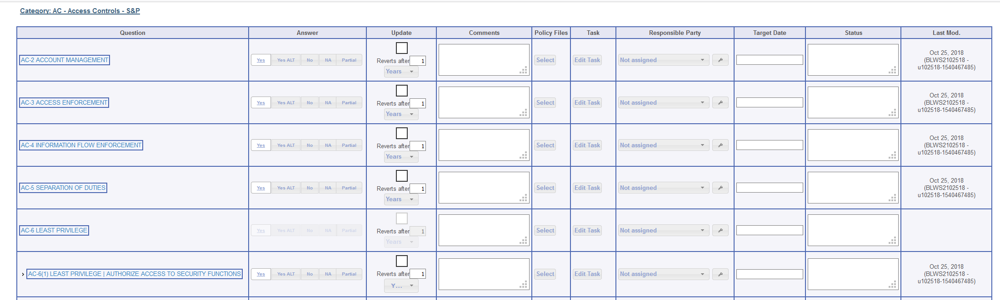 Category: AC - Access Controls - S&P
Question Answer Update Comments Policy Files Task Responsible Party Target Date Status Last Mod.
AC-2 ACCOUNT MANAGEMENT Yes Yes ALT No NA Partial Reverts after 1 Years Select Edit Task Not assigned Oct 25, 2018
(BLWS2102518 -
u102518-1540467485)
AC-3 ACCESS ENFORCEMENT Yes Yes ALT No NA Partial Reverts after 1 Years Select Edit Task Not assigned Oct 25, 2018
(BLWS2102518 -
u102518-1540467485)
AC-4 INFORMATION FLOW ENFORCEMENT Yes Yes ALT No NA Partial Reverts after 1 Years Select Edit Task Not assigned Oct 25, 2018
(BLWS2102518 -
u102518-1540467485)
AC-5 SEPARATION OF DUTIES Yes Yes ALT No NA Partial Reverts after 1 Years Select Edit Task Not assigned Oct 25, 2018
(BLWS2102518 -
u102518-1540467485)
AC-6 LEAST PRIVILEGE Yes Yes ALT No NA Partial Reverts after 1 Years Select Edit Task Not assigned
AC-6(1) LEAST PRIVILEGE | AUTHORIZE ACCESS TO SECURITY FUNCTIONS Yes Yes ALT No NA Partial Reverts after 1 Y... Select Edit Task Not assigned Oct 25, 2018
(BLWS2102518 -
u102518-1540467485)